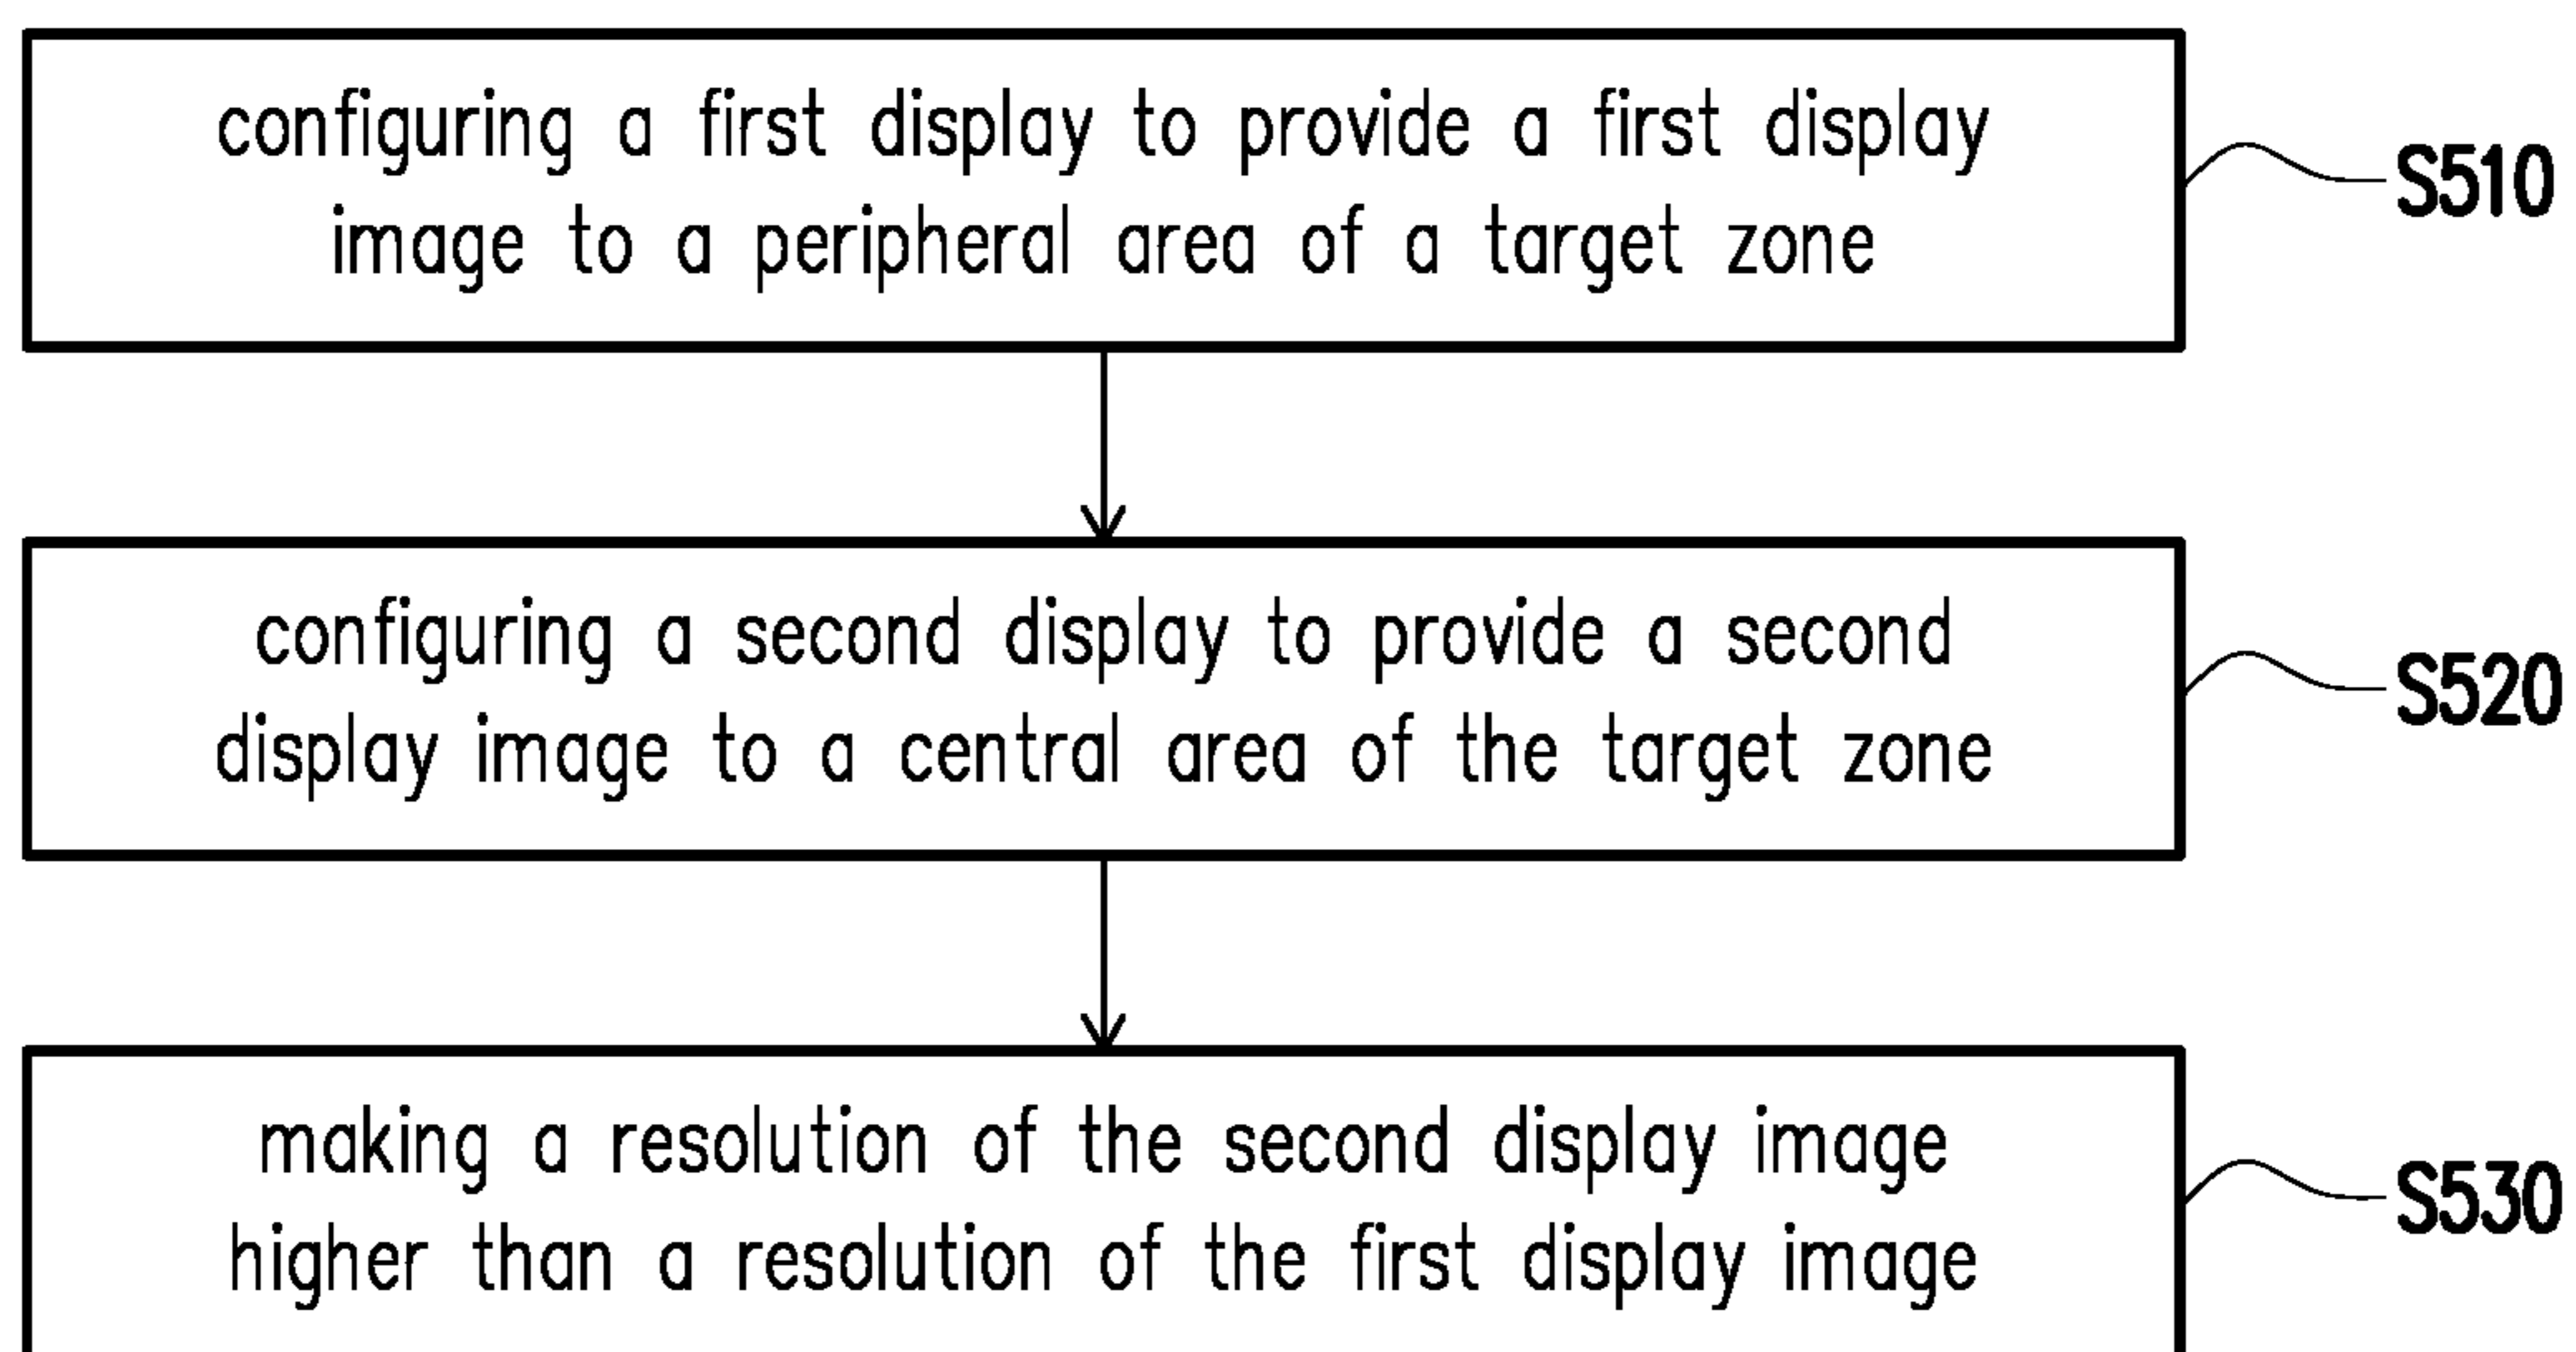 configuring a first display to provide a first display
image to a peripheral area of a target zone
S510
configuring a second display to provide a second
display image to a central area of the target zone
S520
making a resolution of the second display image
higher than a resolution of the first display image
S530